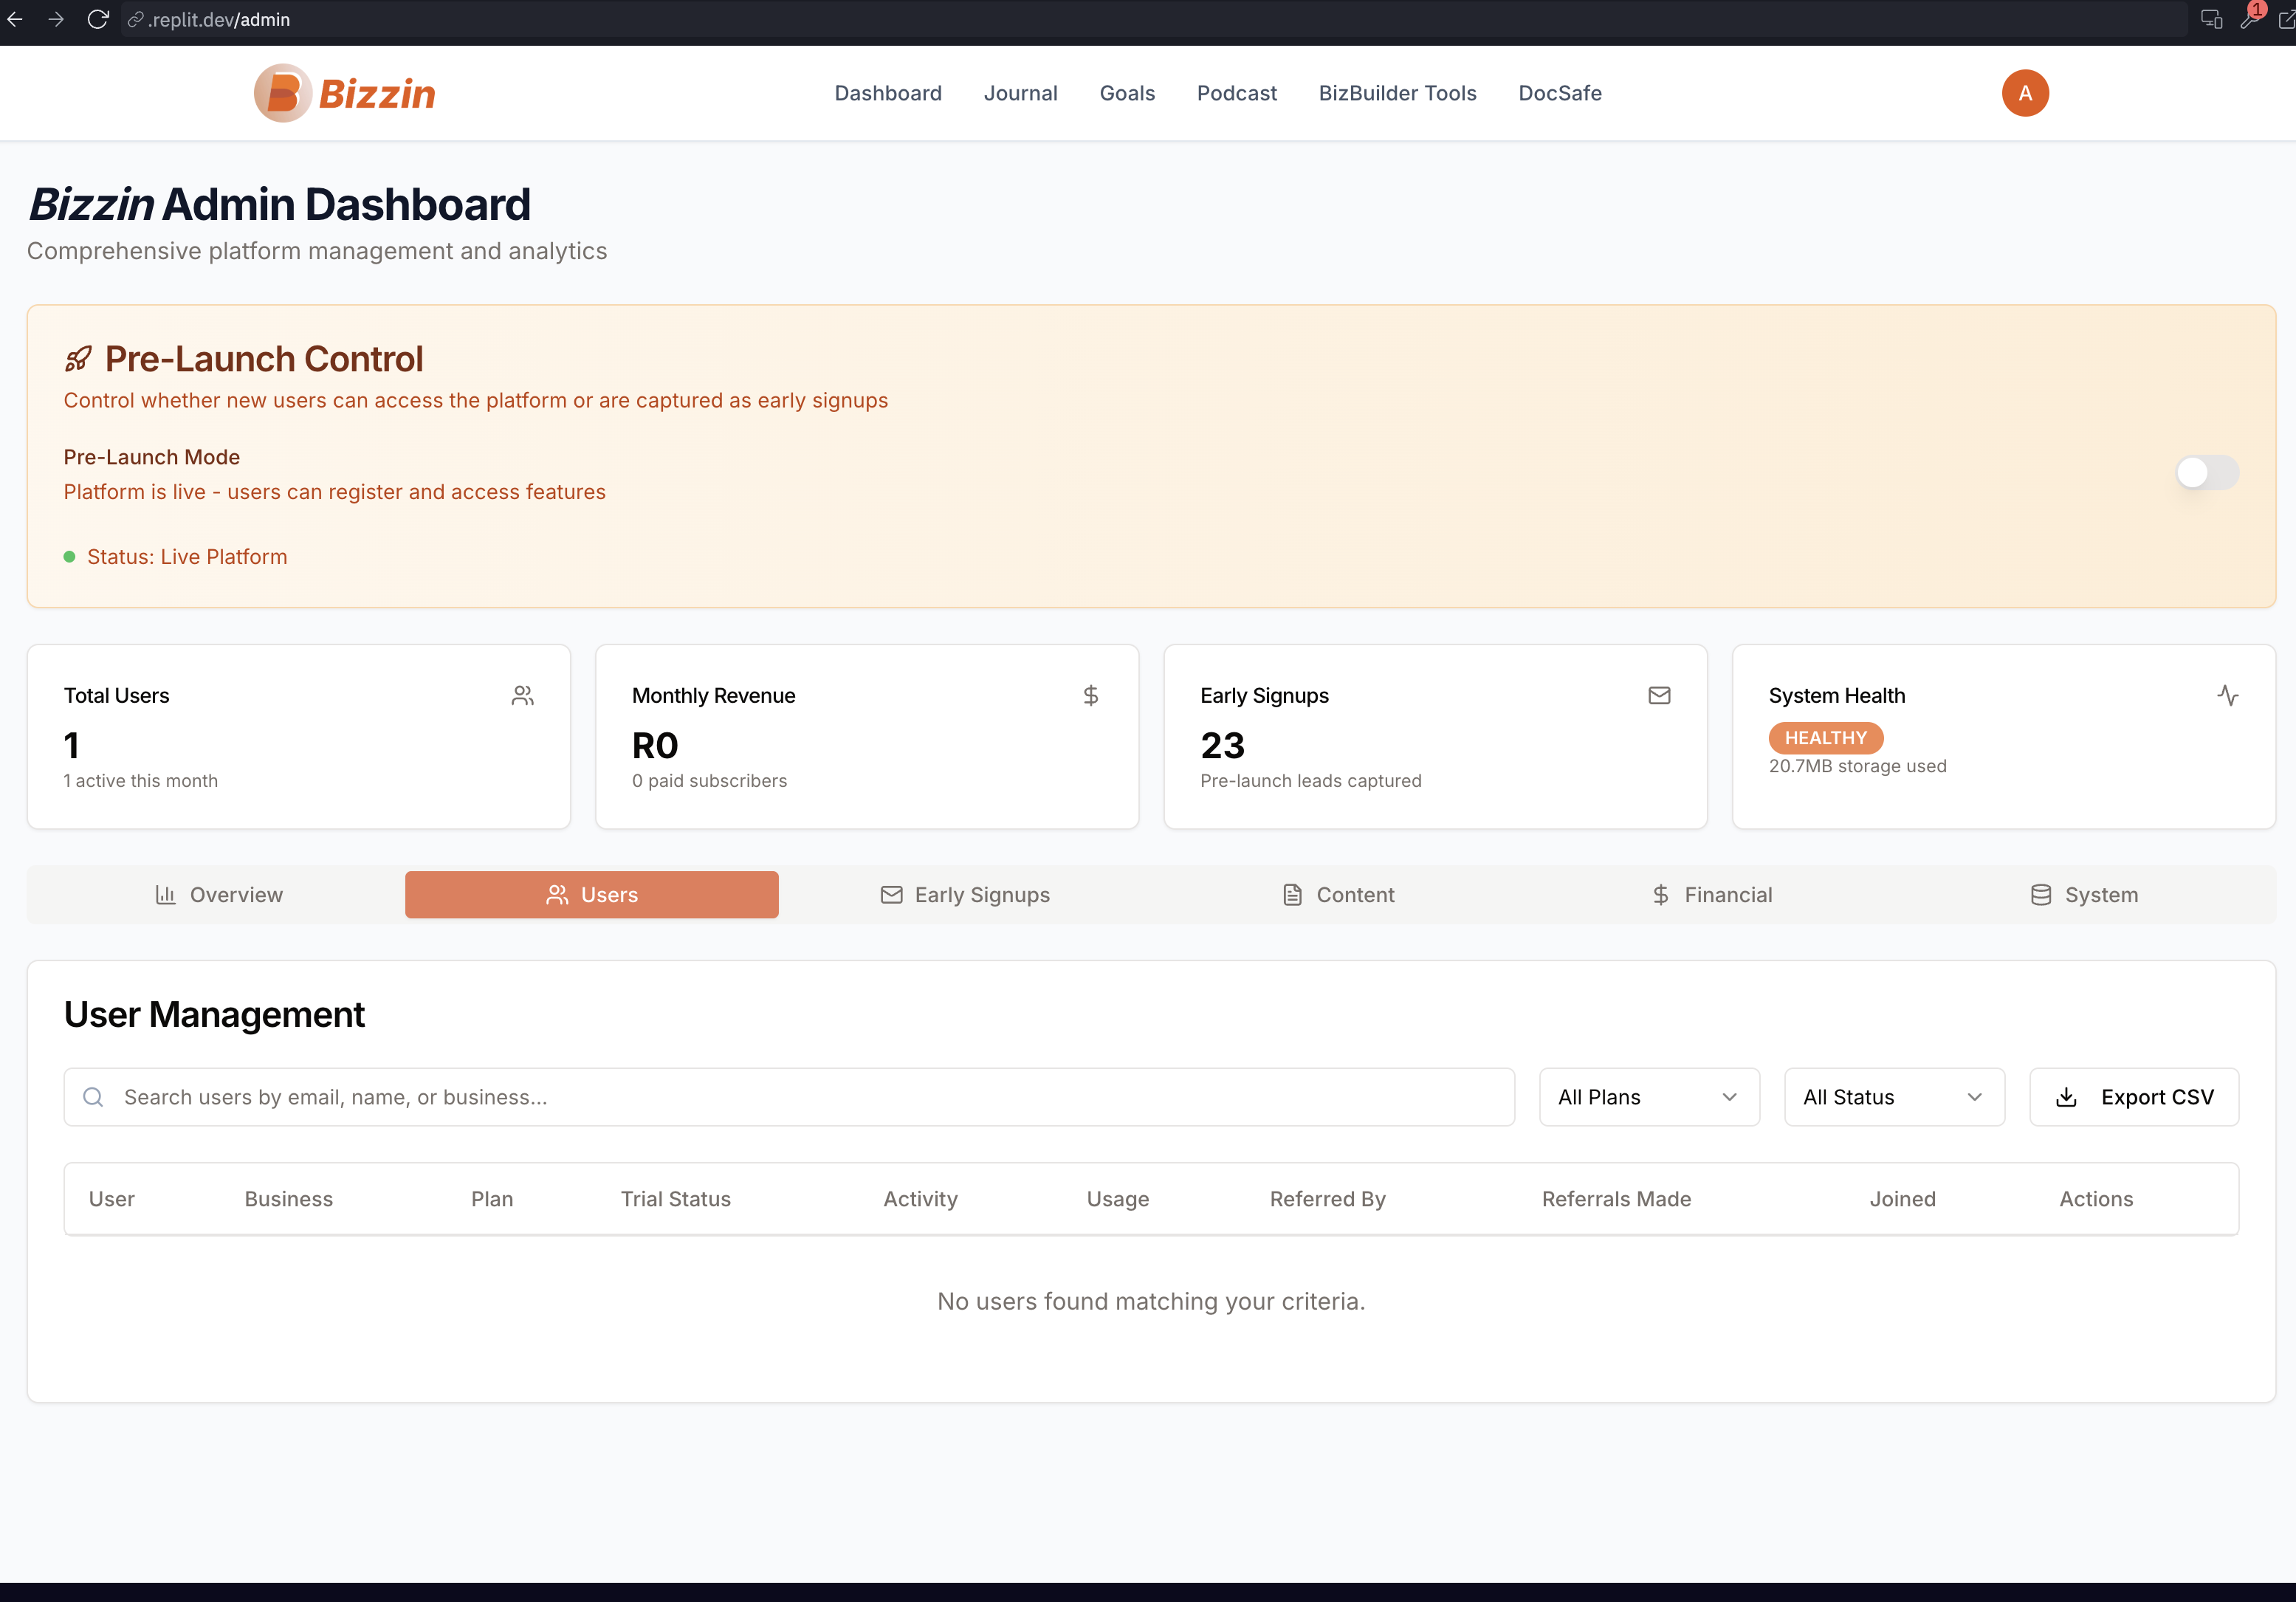 .replit.dev/admin
1
B Bizzin
Dashboard Journal Goals Podcast BizBuilder Tools DocSafe
A
Bizzin Admin Dashboard
Comprehensive platform management and analytics
Pre-Launch Control
Control whether new users can access the platform or are captured as early signups
Pre-Launch Mode
Platform is live - users can register and access features
Status: Live Platform
Total Users
1
1 active this month
Monthly Revenue
R0
0 paid subscribers
Early Signups
23
Pre-launch leads captured
System Health
HEALTHY
20.7MB storage used
Overview Users Early Signups Content Financial System
User Management
Search users by email, name, or business... All Plans All Status Export CSV
User Business Plan Trial Status Activity Usage Referred By Referrals Made Joined Actions
No users found matching your criteria.